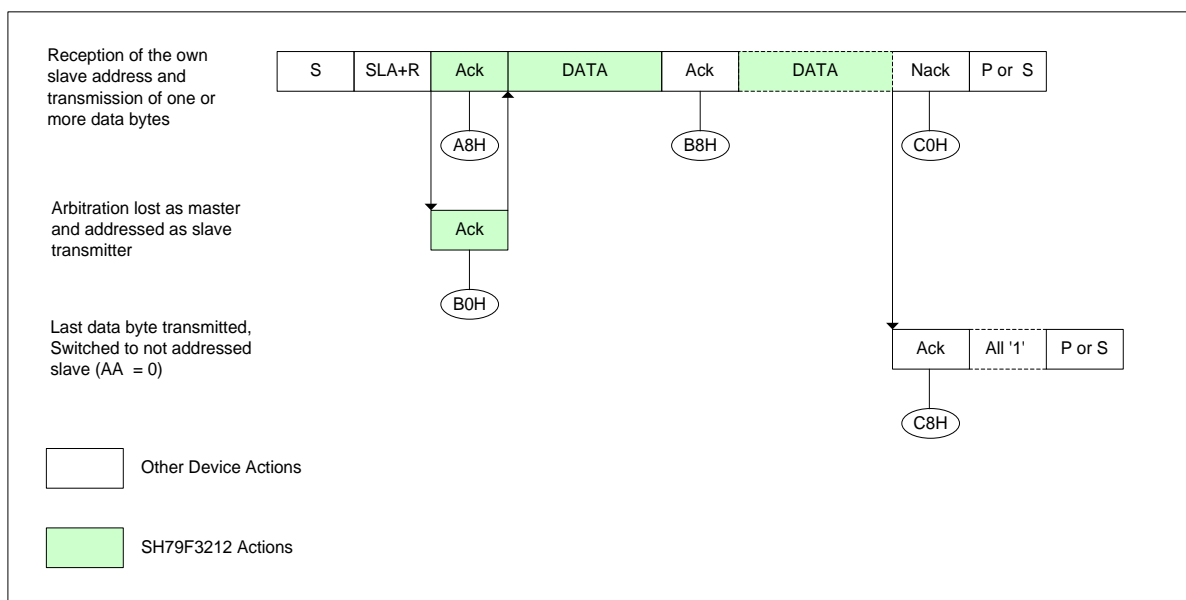 Reception of the own
slave address and
transmission of one or
more data bytes
S SLA+R Ack DATA Ack DATA Nack P or S
A8H B8H C0H
Arbitration lost as master
and addressed as slave
transmitter
Ack
B0H
Last data byte transmitted,
Switched to not addressed
slave (AA = 0)
Ack All '1' P or S
C8H
Other Device Actions
SH79F3212 Actions